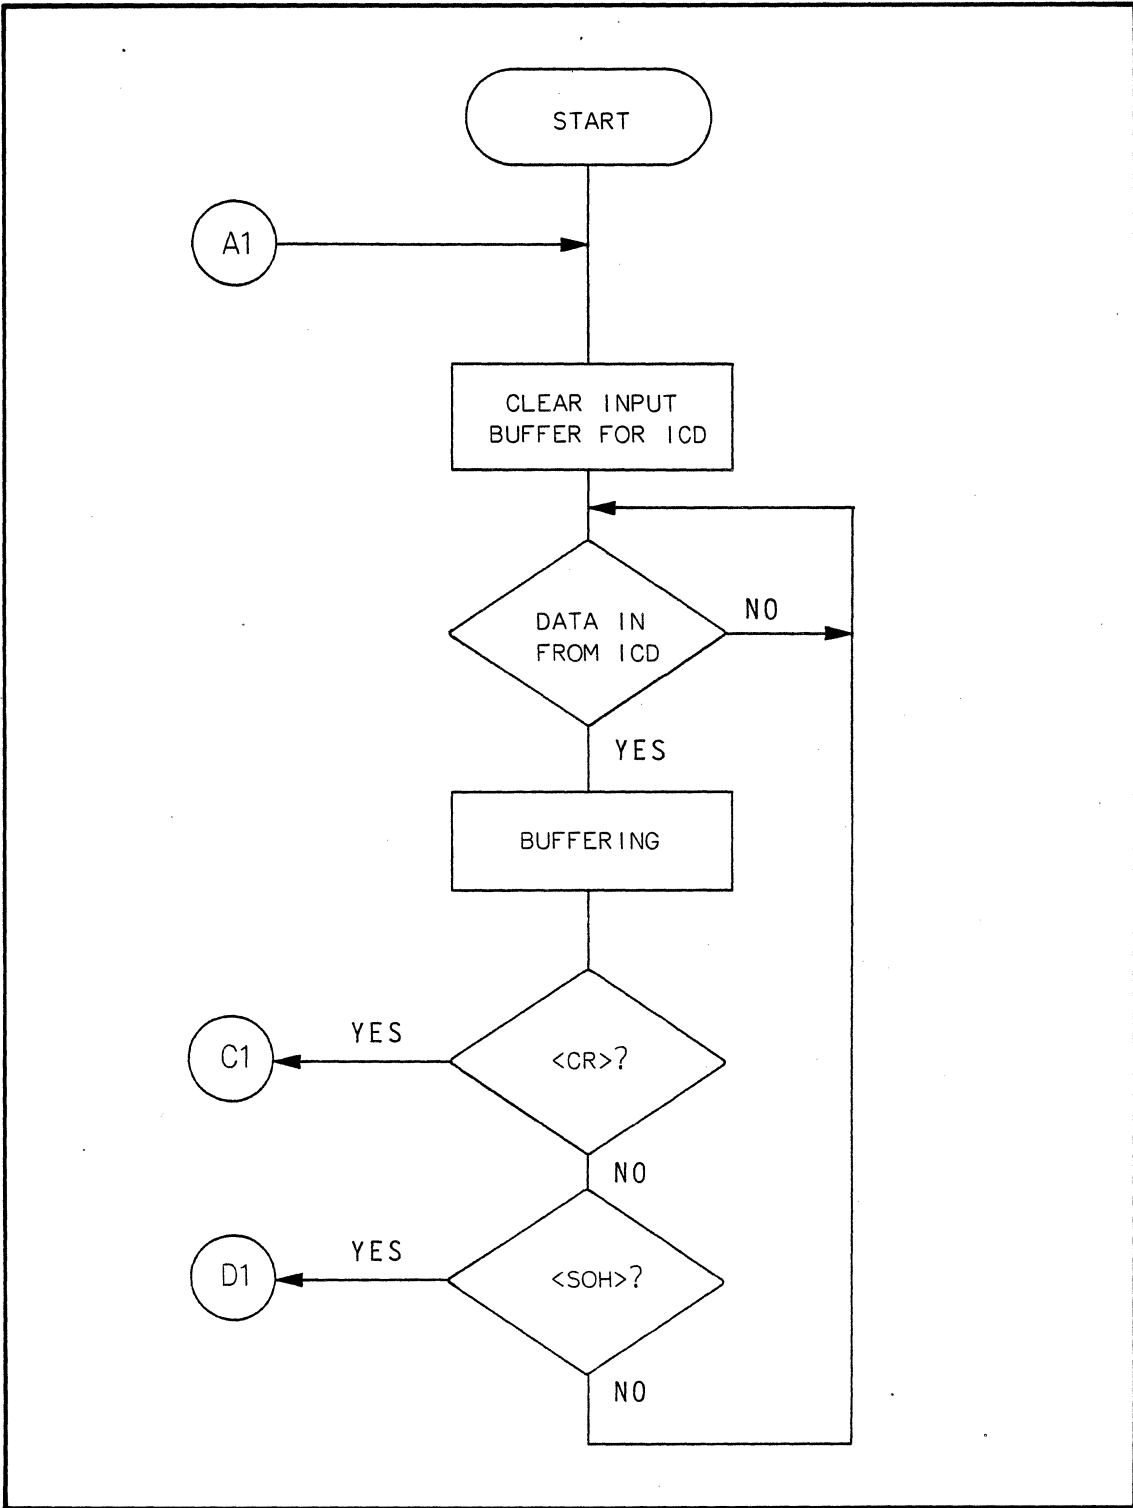 START
A1
CLEAR INPUT
BUFFER FOR ICD
DATA IN
FROM ICD
NO
YES
BUFFERING
YES
C1
<CR>?
NO
YES
D1
<SOH>?
NO